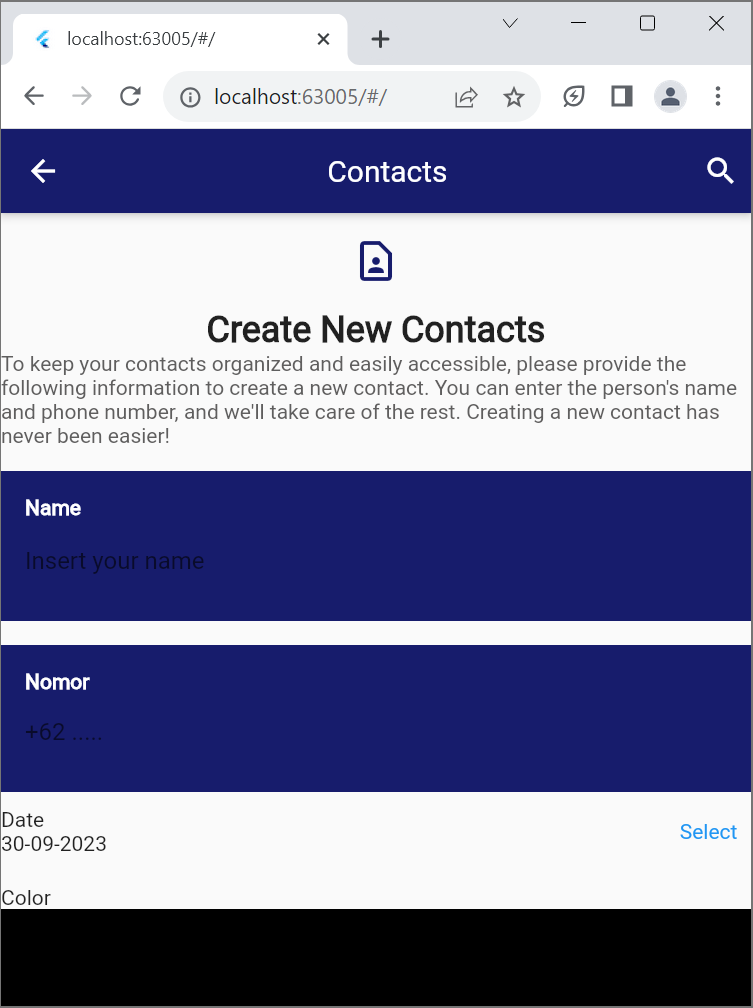 localhost:63005/#/
localhost:63005/#/
Contacts
Create New Contacts
To keep your contacts organized and easily accessible, please provide the
following information to create a new contact. You can enter the person's name
and phone number, and we'll take care of the rest. Creating a new contact has
never been easier!
Name
Insert your name
Nomor
+62 .....
Date
30-09-2023
Select
Color